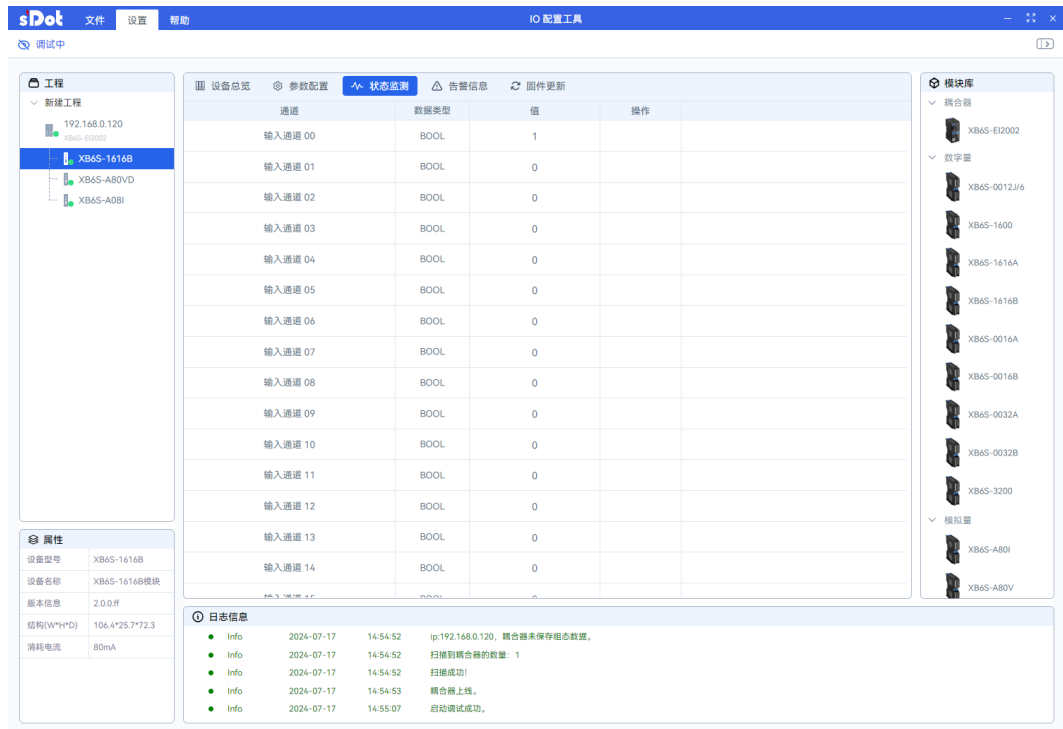 s'Dot 文件 设置 帮助 IO 配置工具
调试中
工程
新建工程
192.168.0.120
XB6S-EI2002
XB6S-1616B
XB6S-A80VD
XB6S-A08I
属性
设备型号 XB6S-1616B
设备名称 XB6S-1616B模块
版本信息 2.0.0.ff
结构(W*H*D) 106.4*25.7*72.3
消耗电流 80mA
设备总览 参数配置 状态监测 告警信息 固件更新
通道 数据类型 值 操作
输入通道 00 BOOL 1
输入通道 01 BOOL 0
输入通道 02 BOOL 0
输入通道 03 BOOL 0
输入通道 04 BOOL 0
输入通道 05 BOOL 0
输入通道 06 BOOL 0
输入通道 07 BOOL 0
输入通道 08 BOOL 0
输入通道 09 BOOL 0
输入通道 10 BOOL 0
输入通道 11 BOOL 0
输入通道 12 BOOL 0
输入通道 13 BOOL 0
输入通道 14 BOOL 0
日志信息
Info 2024-07-17 14:54:52 ip:192.168.0.120，耦合器未保存组态数据。
Info 2024-07-17 14:54:52 扫描到耦合器的数量：1
Info 2024-07-17 14:54:52 扫描成功!
Info 2024-07-17 14:54:53 耦合器上线。
Info 2024-07-17 14:55:07 启动调试成功。
模块库
耦合器
XB6S-EI2002
数字量
XB6S-0012J/6
XB6S-1600
XB6S-1616A
XB6S-1616B
XB6S-0016A
XB6S-0016B
XB6S-0032A
XB6S-0032B
XB6S-3200
模拟量
XB6S-A80I
XB6S-A80V